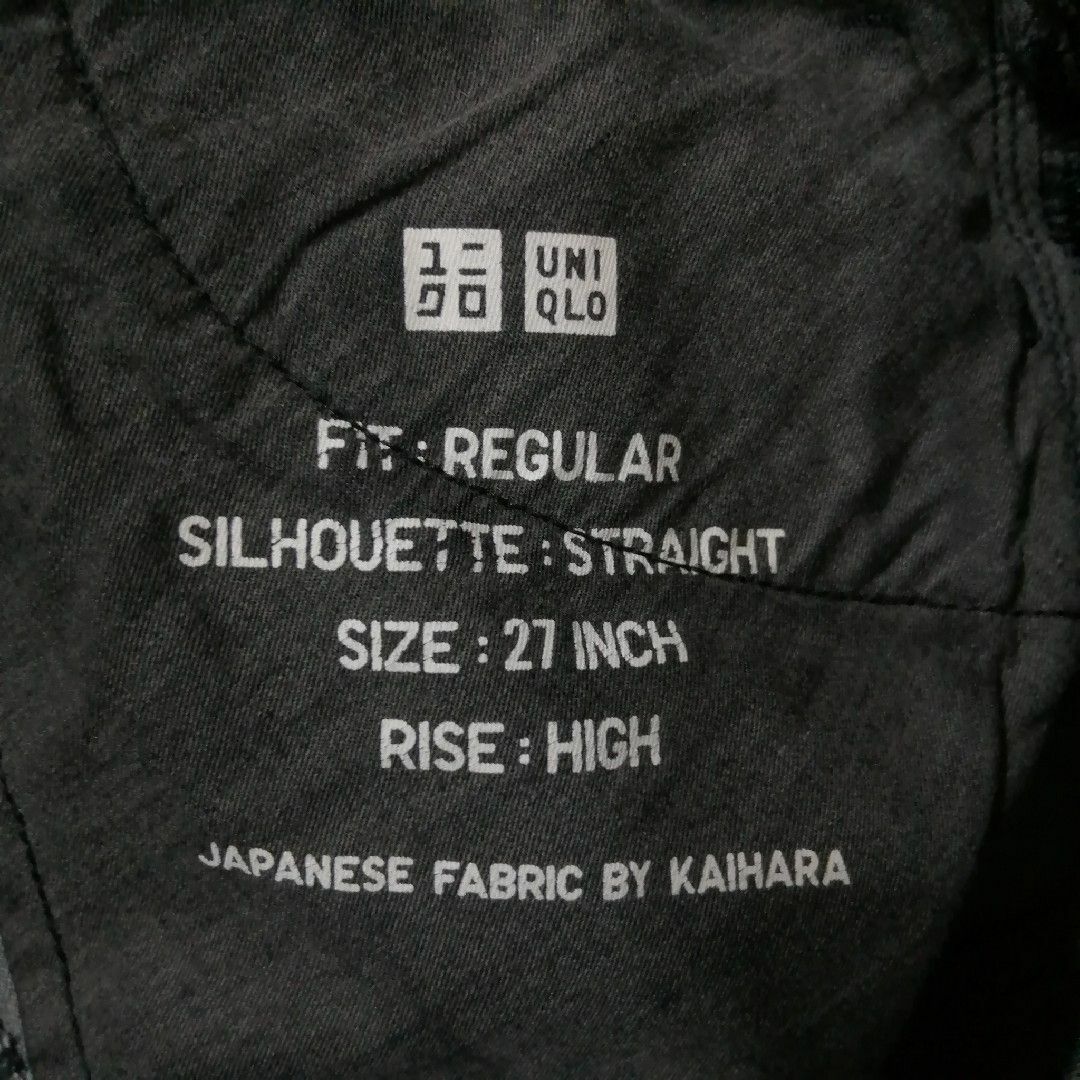 ユニ
クロ
UNI
QLO
FIT : REGULAR
SILHOUETTE : STRAIGHT
SIZE : 27 INCH
RISE : HIGH
JAPANESE FABRIC BY KAIHARA